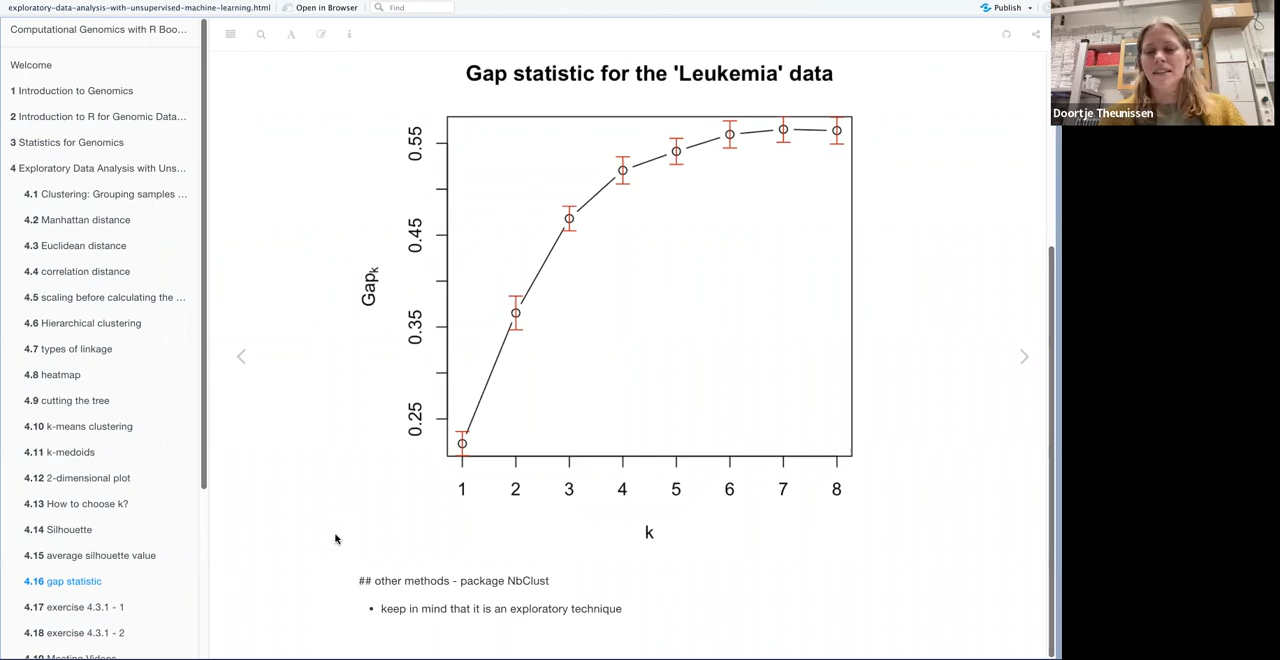 exploratory-data-analysis-with-unsupervised-machine-learning.html
Open in Browser
Find
Publish
Computational Genomics with R Boo...
Welcome
1 Introduction to Genomics
2 Introduction to R for Genomic Data...
3 Statistics for Genomics
4 Exploratory Data Analysis with Uns...
4.1 Clustering: Grouping samples ...
4.2 Manhattan distance
4.3 Euclidean distance
4.4 correlation distance
4.5 scaling before calculating the ...
4.6 Hierarchical clustering
4.7 types of linkage
4.8 heatmap
4.9 cutting the tree
4.10 k-means clustering
4.11 k-medoids
4.12 2-dimensional plot
4.13 How to choose k?
4.14 Silhouette
4.15 average silhouette value
4.16 gap statistic
4.17 exercise 4.3.1 - 1
4.18 exercise 4.3.1 - 2
4.19 Meeting Videos
A
i
Gap statistic for the 'Leukemia' data
Gapk
0.55
0.45
0.35
0.25
1 2 3 4 5 6 7 8
k
## other methods - package NbClust
• keep in mind that it is an exploratory technique
Doortje Theunissen